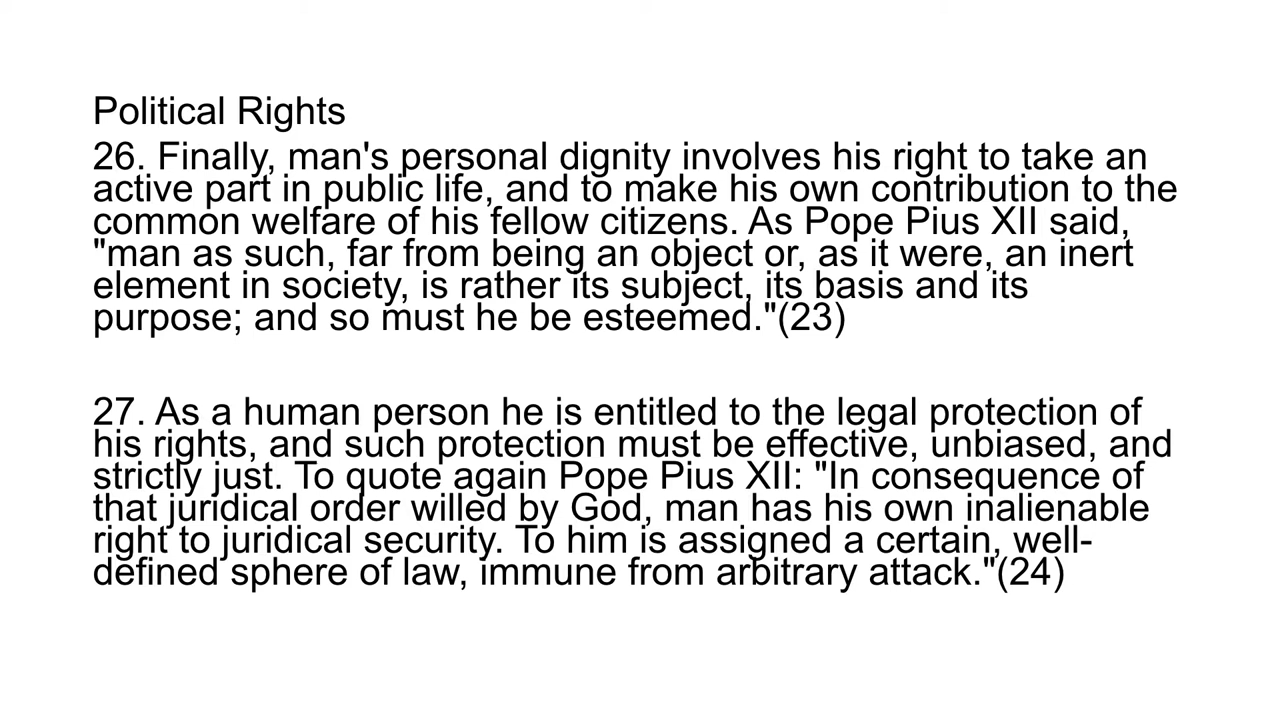 Political Rights
26. Finally, man's personal dignity involves his right to take an
active part in public life, and to make his own contribution to the
common welfare of his fellow citizens. As Pope Pius XII said,
"man as such, far from being an object or, as it were, an inert
element in society, is rather its subject, its basis and its
purpose; and so must he be esteemed."(23)
27. As a human person he is entitled to the legal protection of
his rights, and such protection must be effective, unbiased, and
strictly just. To quote again Pope Pius XII: "In consequence of
that juridical order willed by God, man has his own inalienable
right to juridical security. To him is assigned a certain, well-
defined sphere of law, immune from arbitrary attack."(24)